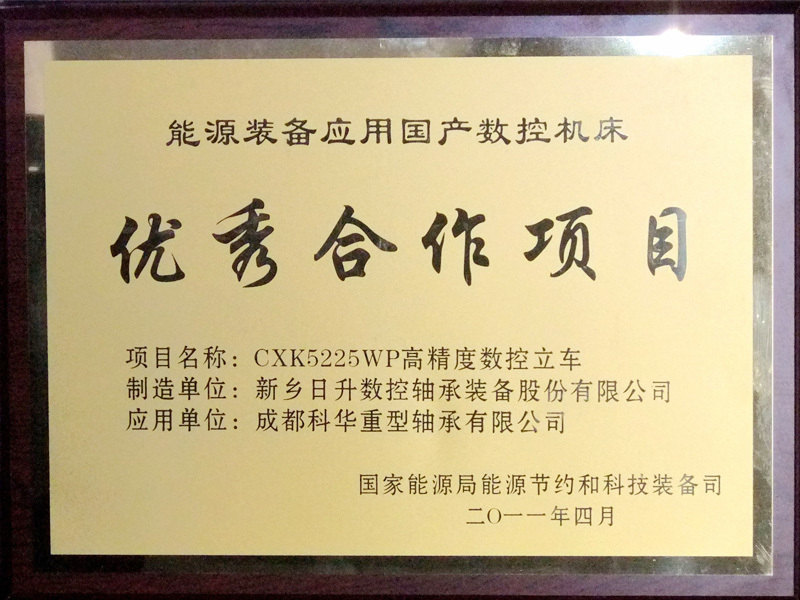 能源装备应用国产数控机床
优秀合作项目
项目名称：CXK5225WP高精度数控立车
制造单位：新乡日升数控轴承装备股份有限公司
应用单位：成都科华重型轴承有限公司
国家能源局能源节约和科技装备司
二〇一一年四月